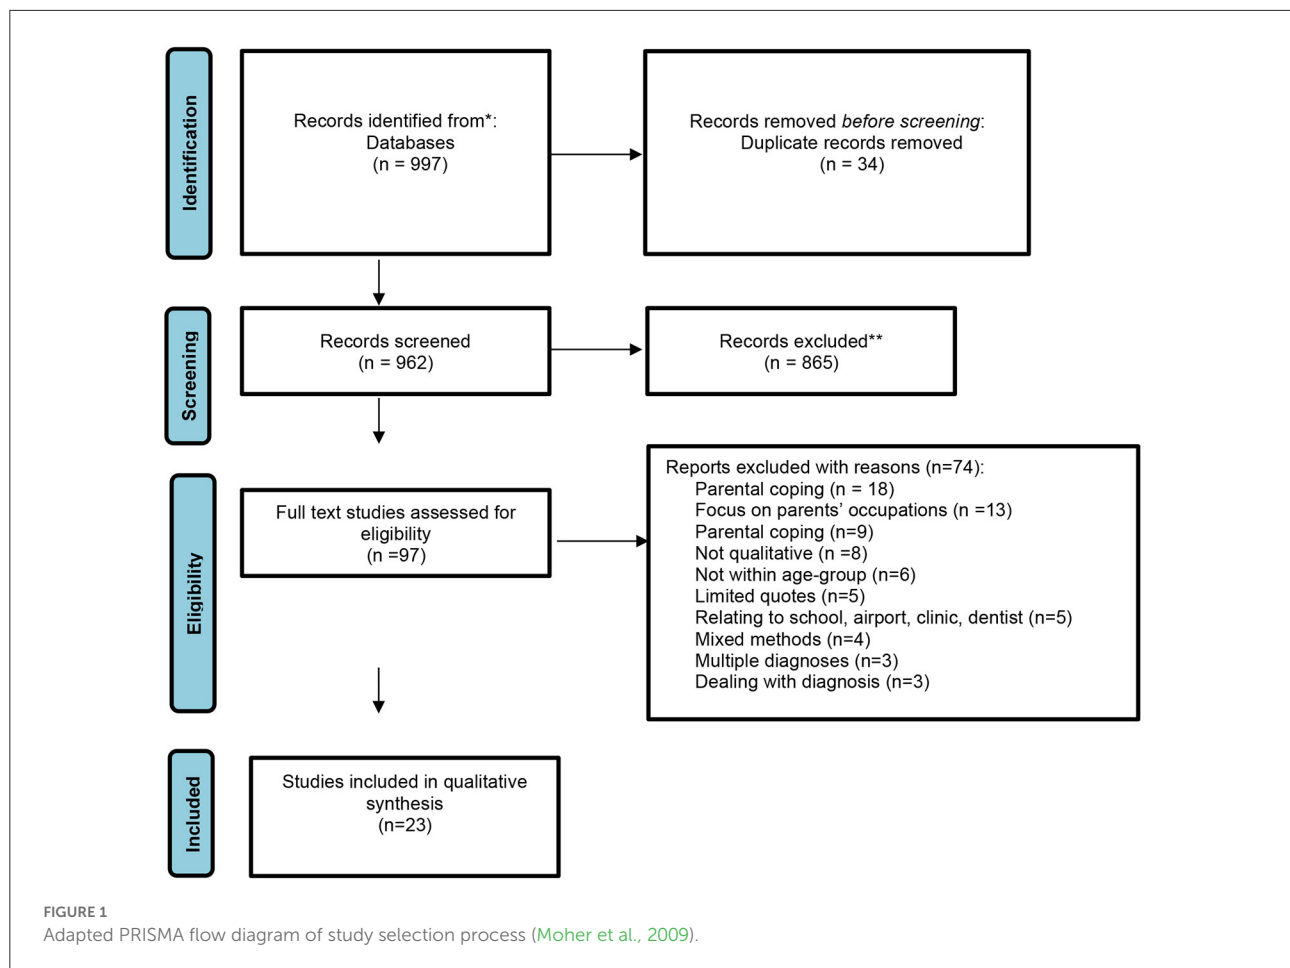 Identification
Records identified from*:
Databases
(n = 997)
Records removed before screening:
Duplicate records removed
(n = 34)
Screening
Records screened
(n = 962)
Records excluded**
(n = 865)
Eligibility
Full text studies assessed for
eligibility
(n =97)
Reports excluded with reasons (n=74):
Parental coping (n = 18)
Focus on parents’ occupations (n =13)
Parental coping (n=9)
Not qualitative (n =8)
Not within age-group (n=6)
Limited quotes (n=5)
Relating to school, airport, clinic, dentist (n=5)
Mixed methods (n=4)
Multiple diagnoses (n=3)
Dealing with diagnosis (n=3)
Included
Studies included in qualitative
synthesis
(n=23)
FIGURE 1
Adapted PRISMA flow diagram of study selection process (Moher et al., 2009).